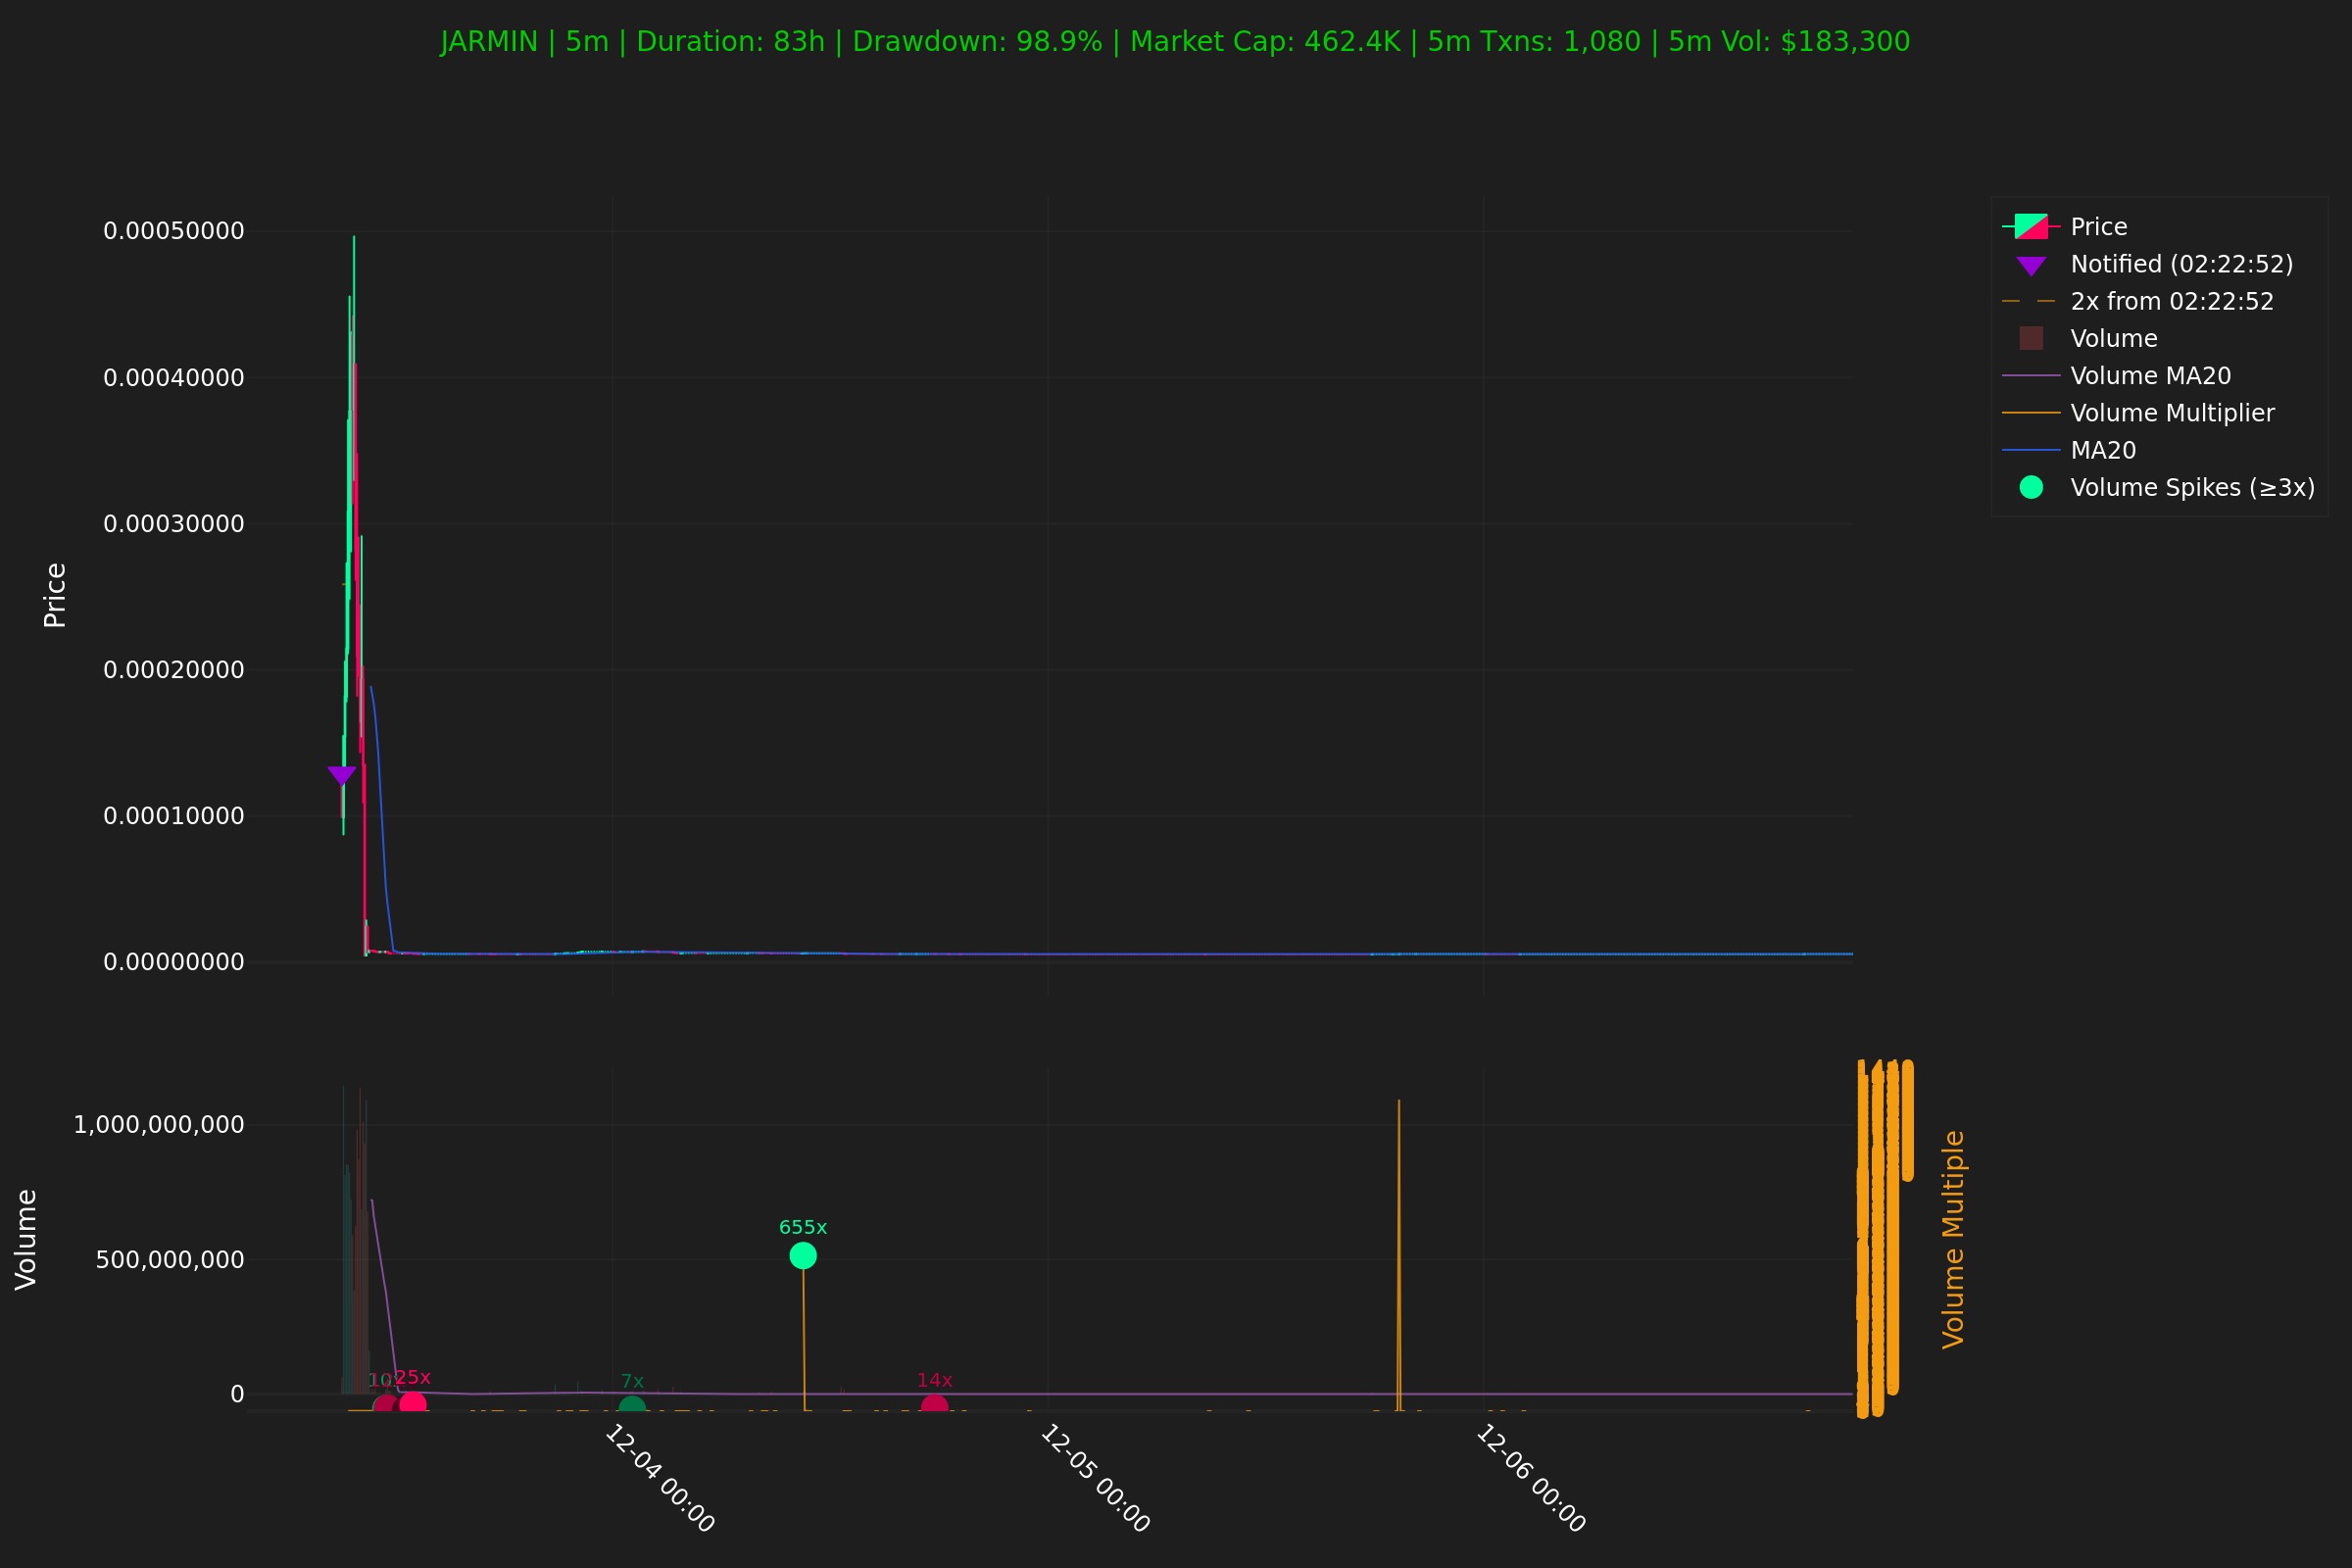 JARMIN | 5m | Duration: 83h | Drawdown: 98.9% | Market Cap: 462.4K | 5m Txns: 1,080 | 5m Vol: $183,300
Price
0.00050000
0.00040000
0.00030000
0.00020000
0.00010000
0.00000000
Price
Notified (02:22:52)
2x from 02:22:52
Volume
Volume MA20
Volume Multiplier
MA20
Volume Spikes (≥3x)
Volume
1,000,000,000
500,000,000
0
25x
7x
655x
14x
Volume Multiple
12-04 00:00
12-05 00:00
12-06 00:00